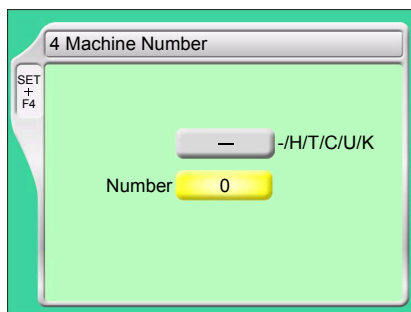 4 Machine Number
SET
+
F4
— -/H/T/C/U/K
Number 0